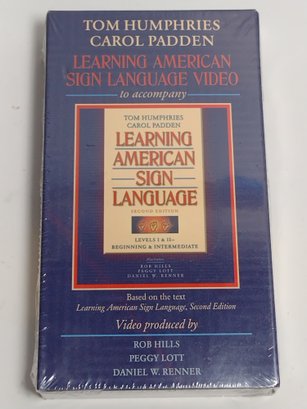 TOM HUMPHRIES
CAROL PADDEN
LEARNING AMERICAN
SIGN LANGUAGE VIDEO
to accompany
TOM HUMPHRIES
CAROL PADDEN
LEARNING
AMERICAN
SIGN
LANGUAGE
SECOND EDITION
LEVELS I & II—
BEGINNING & INTERMEDIATE
ROB HILLS
PEGGY LOTT
DANIEL W. RENNER
Based on the text
Learning American Sign Language, Second Edition
Video produced by
ROB HILLS
PEGGY LOTT
DANIEL W. RENNER